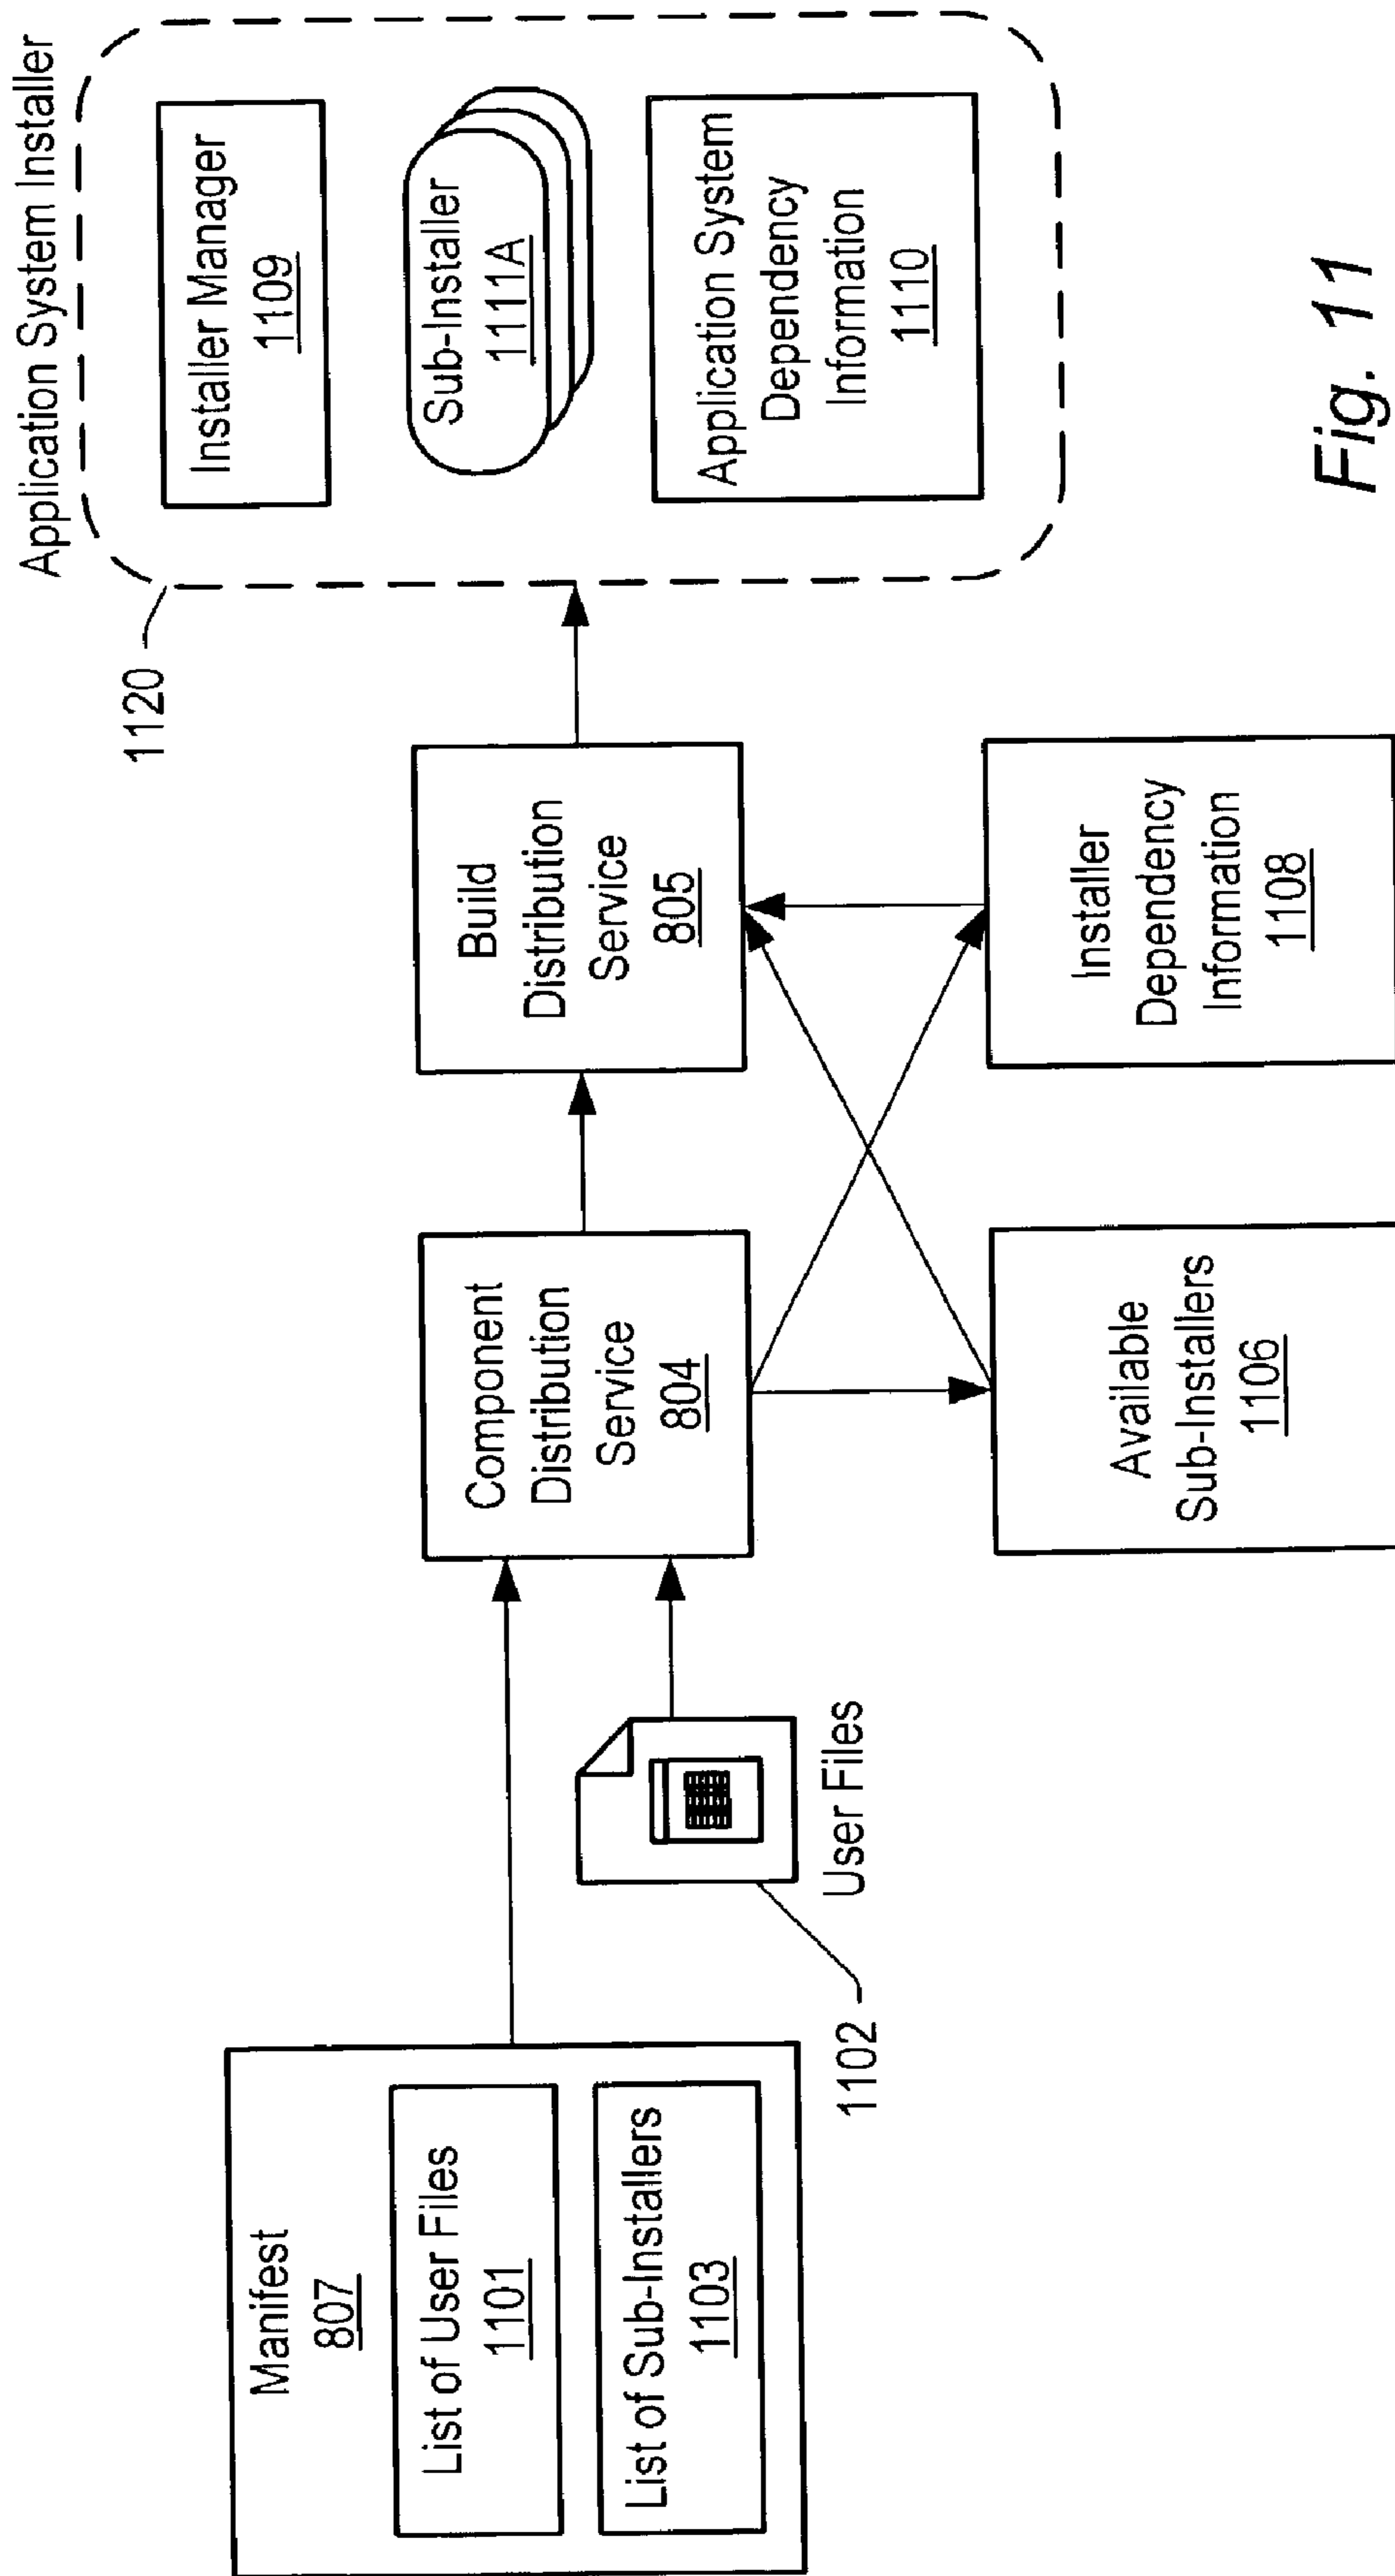 Manifest
807
List of User Files
1101
List of Sub-Installers
1103
1102
User Files
Component
Distribution
Service
804
Available
Sub-Installers
1106
Build
Distribution
Service
805
Installer
Dependency
Information
1108
1120
Application System Installer
Installer Manager
1109
Sub-Installer
1111A
Application System
Dependency
Information
1110
Fig. 11